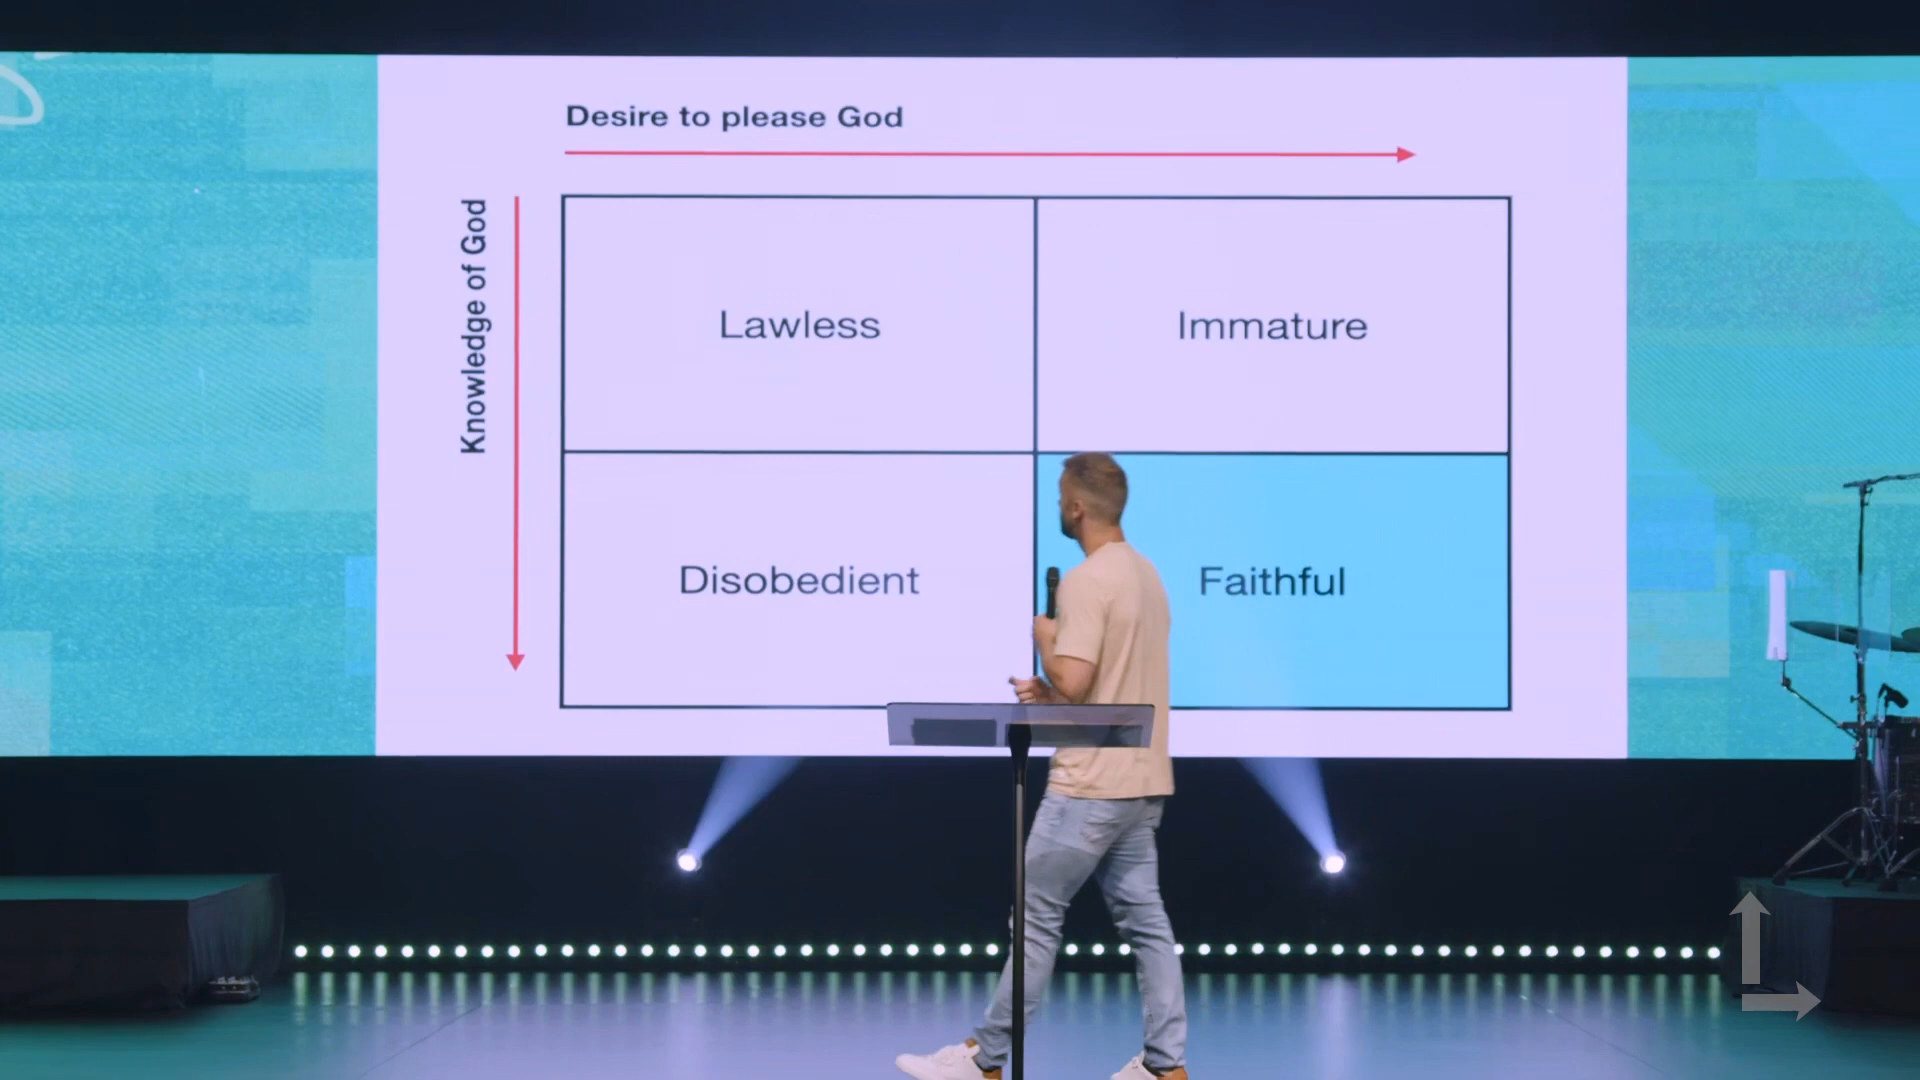 Desire to please God
Knowledge of God
Lawless
Immature
Disobedient
Faithful